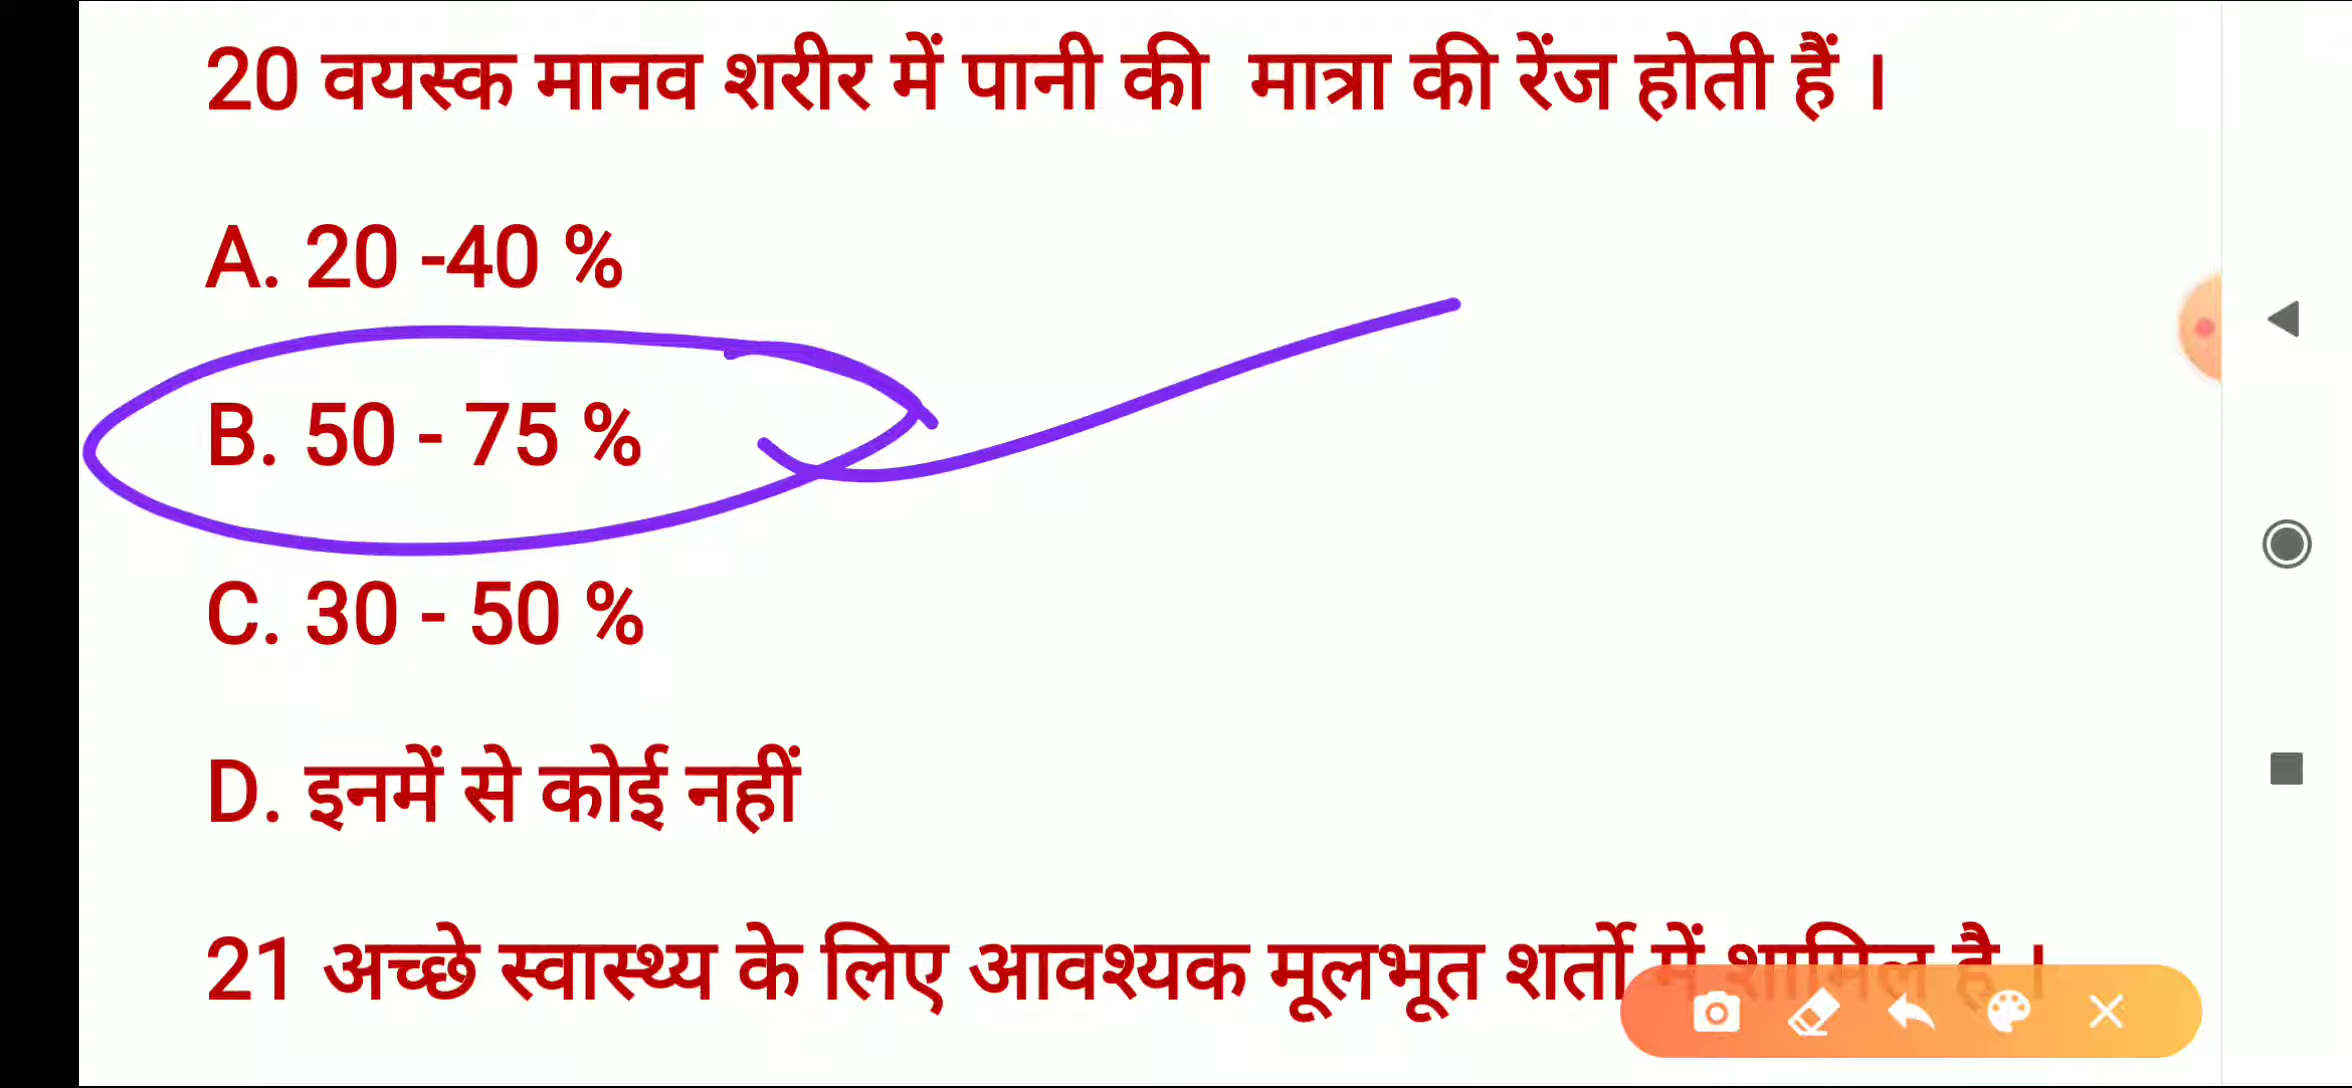 20 वयस्क मानव शरीर में पानी की मात्रा की रेंज होती हैं ।
A. 20 -40 %
B. 50 - 75 %
C. 30 - 50 %
D. इनमें से कोई नहीं
21 अच्छे स्वास्थ्य के लिए आवश्यक मूलभूत शर्तो में शामिल है ।